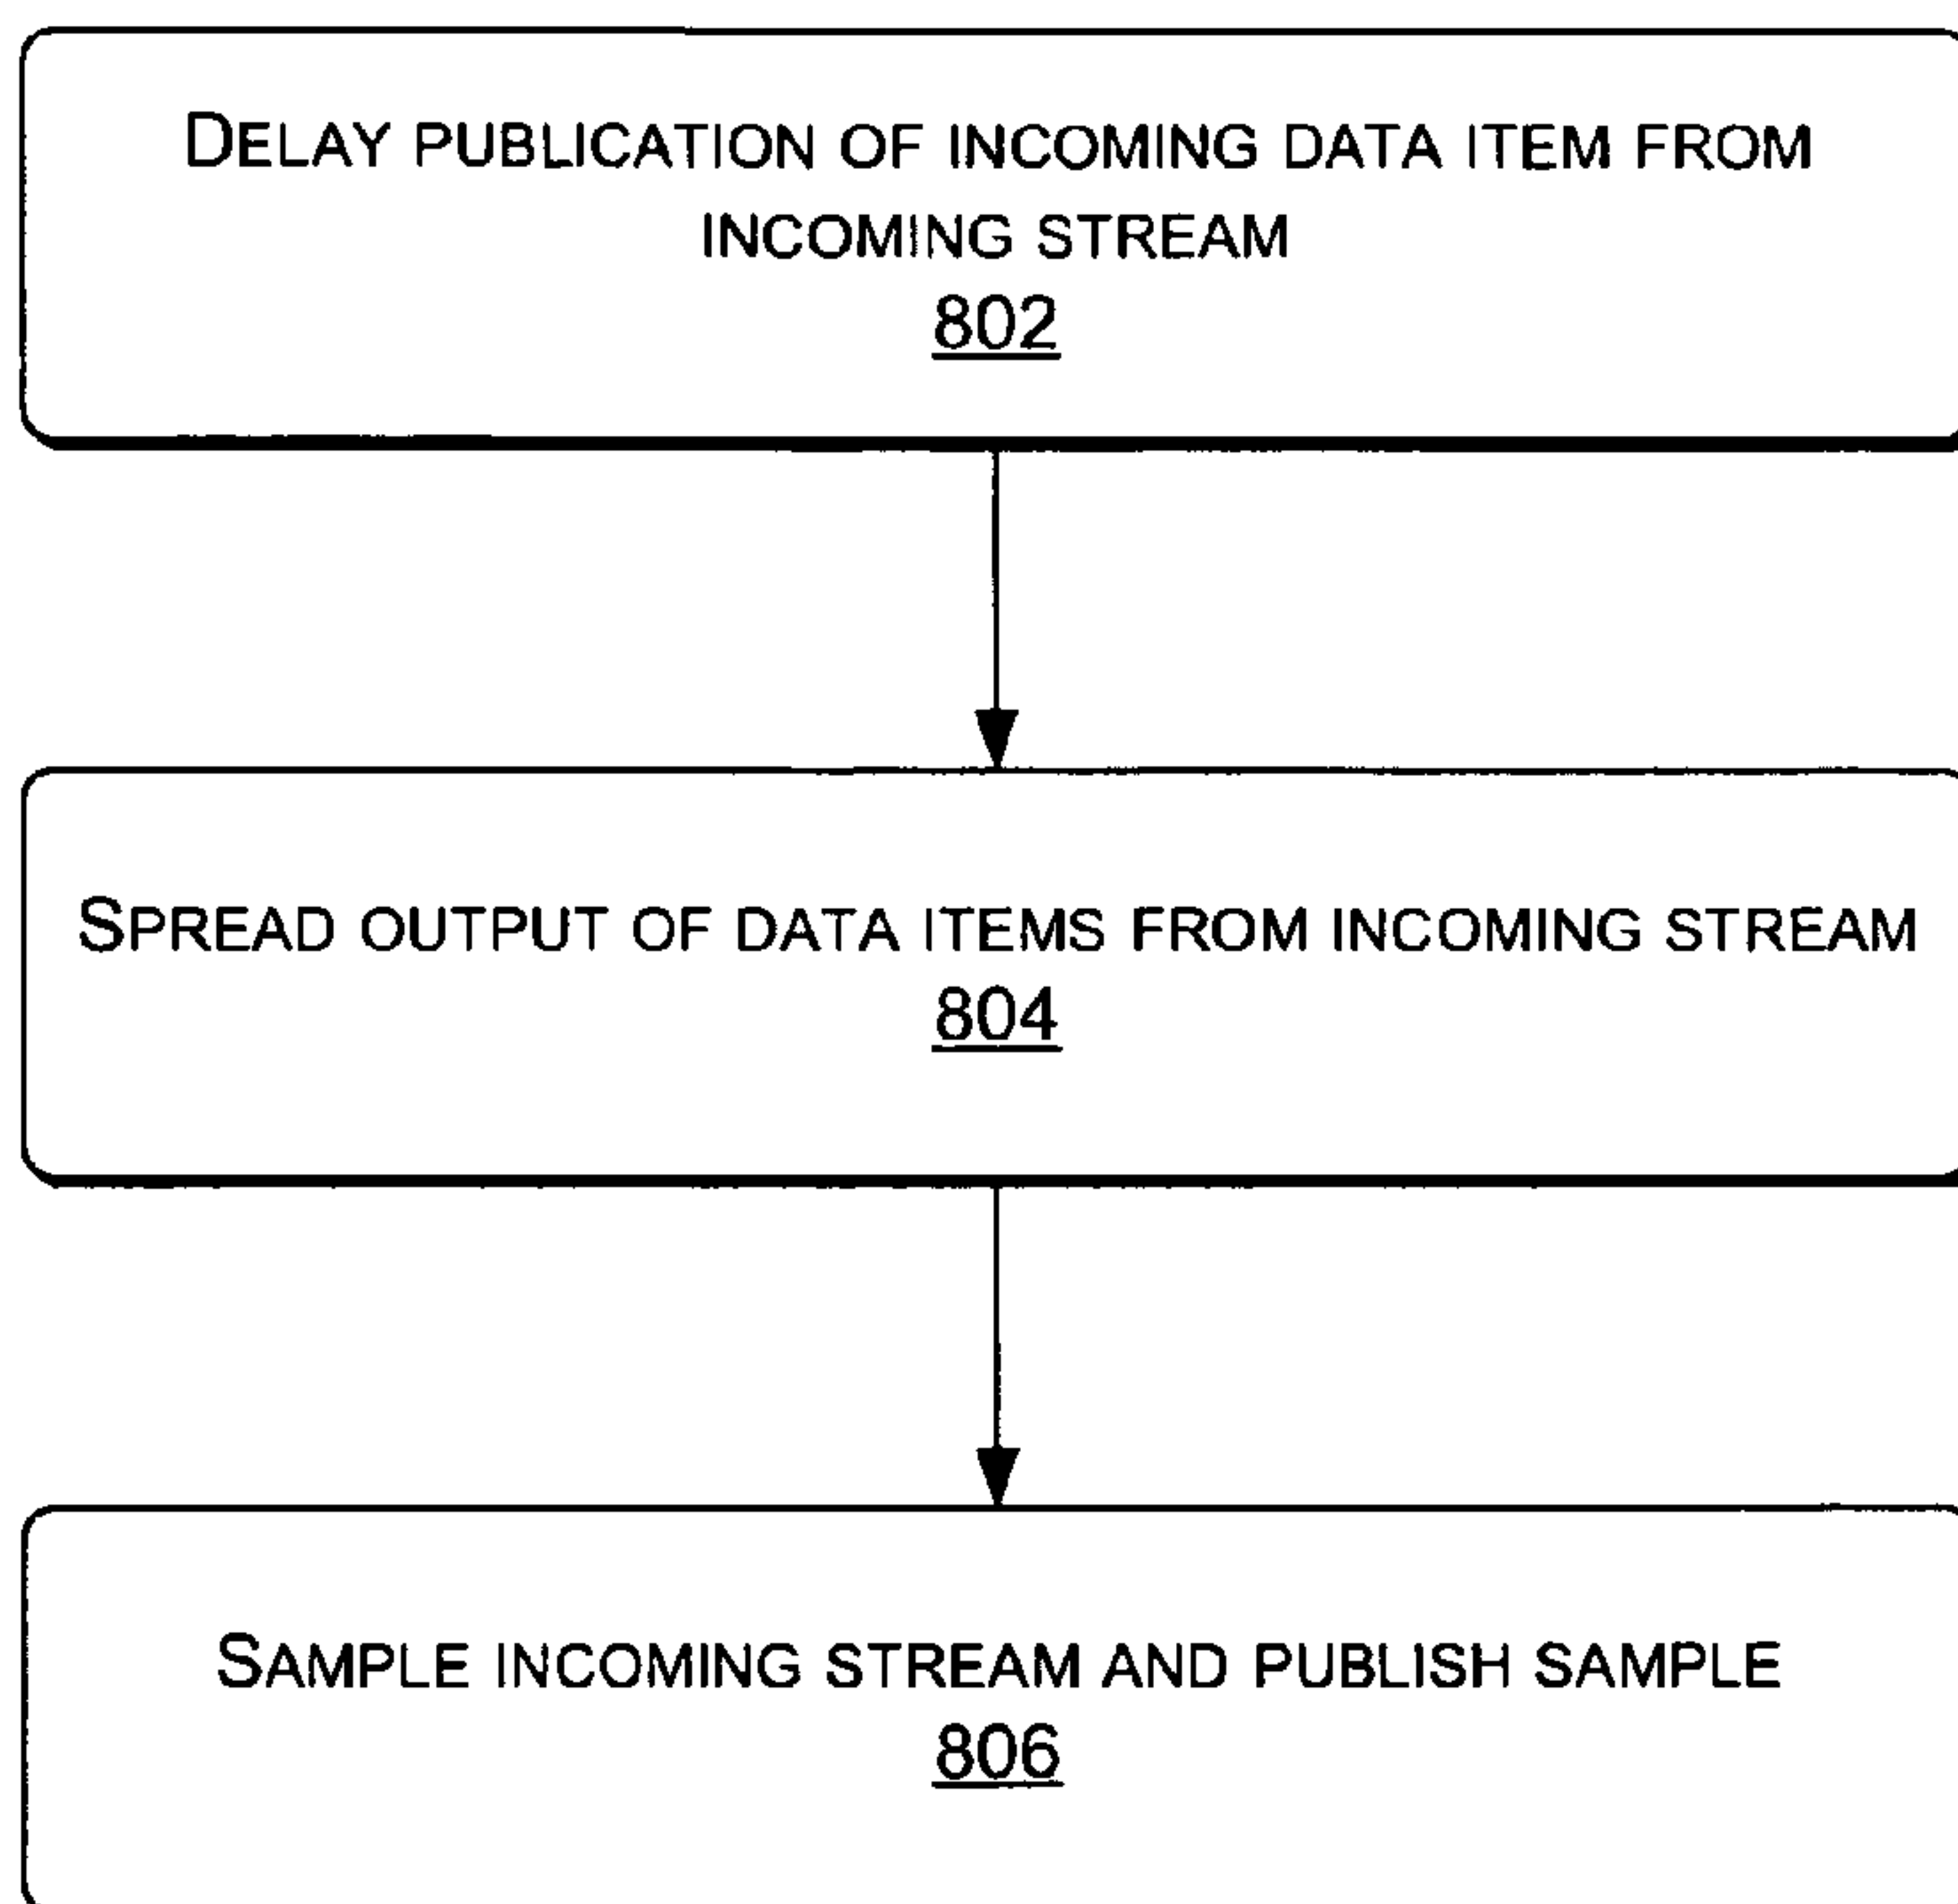 DELAY PUBLICATION OF INCOMING DATA ITEM FROM
INCOMING STREAM
802
SPREAD OUTPUT OF DATA ITEMS FROM INCOMING STREAM
804
SAMPLE INCOMING STREAM AND PUBLISH SAMPLE
806